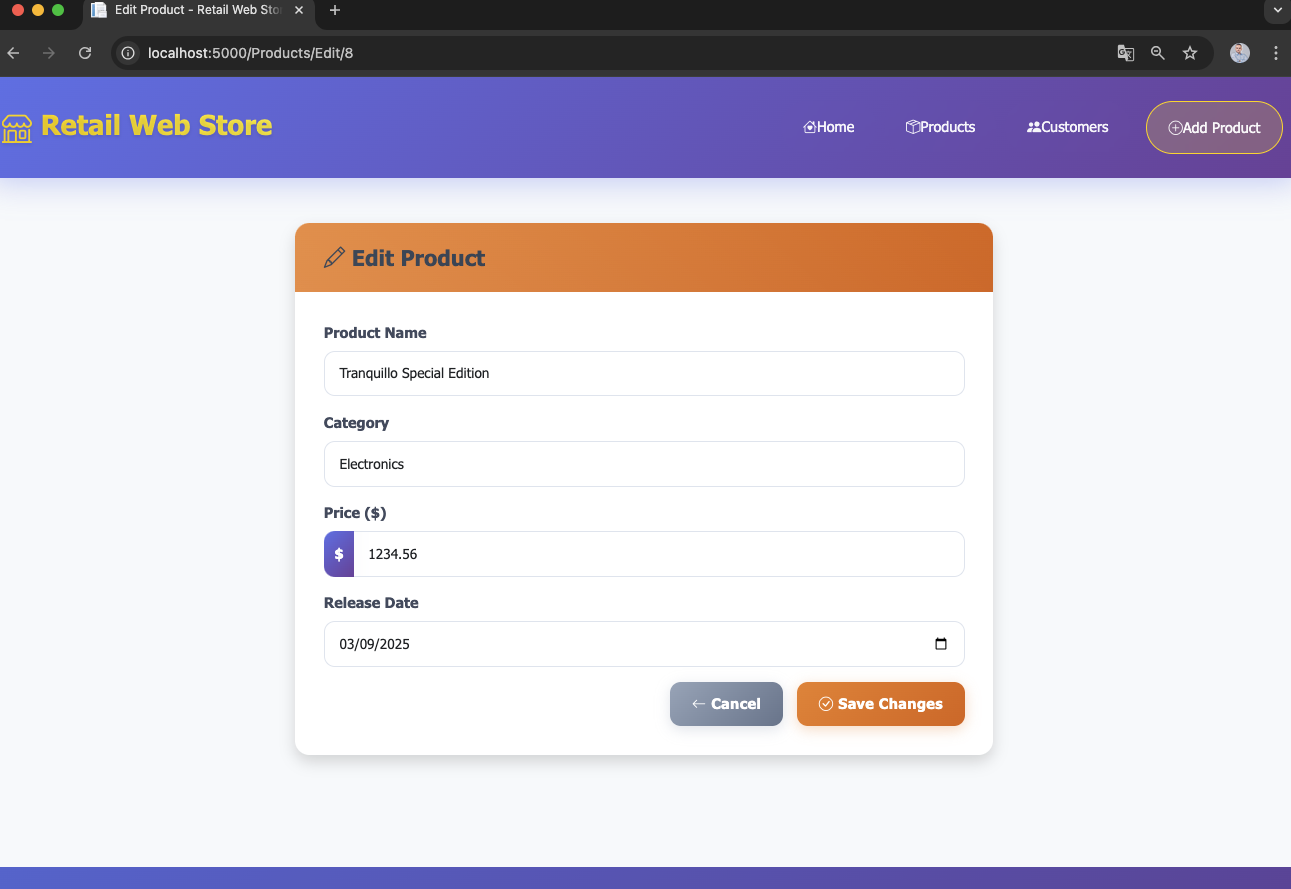 Edit Product - Retail Web Sto
localhost:5000/Products/Edit/8
Retail Web Store
Home
Products
Customers
Add Product
Edit Product
Product Name
Tranquillo Special Edition
Category
Electronics
Price ($)
$ 1234.56
Release Date
03/09/2025
Cancel
Save Changes